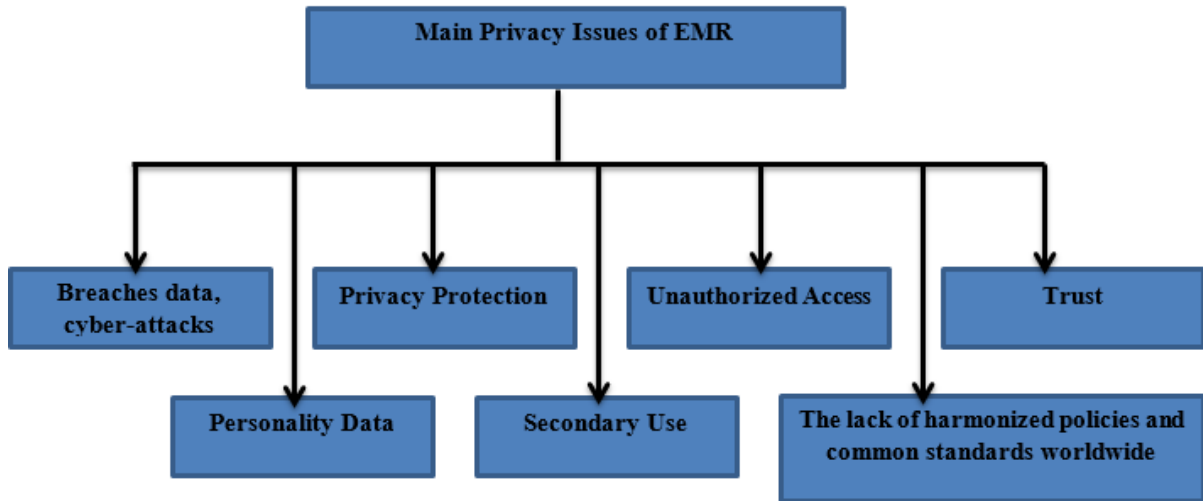 Main Privacy Issues of EMR
Breaches data,
cyber-attacks
Privacy Protection
Unauthorized Access
Trust
Personality Data
Secondary Use
The lack of harmonized policies and
common standards worldwide